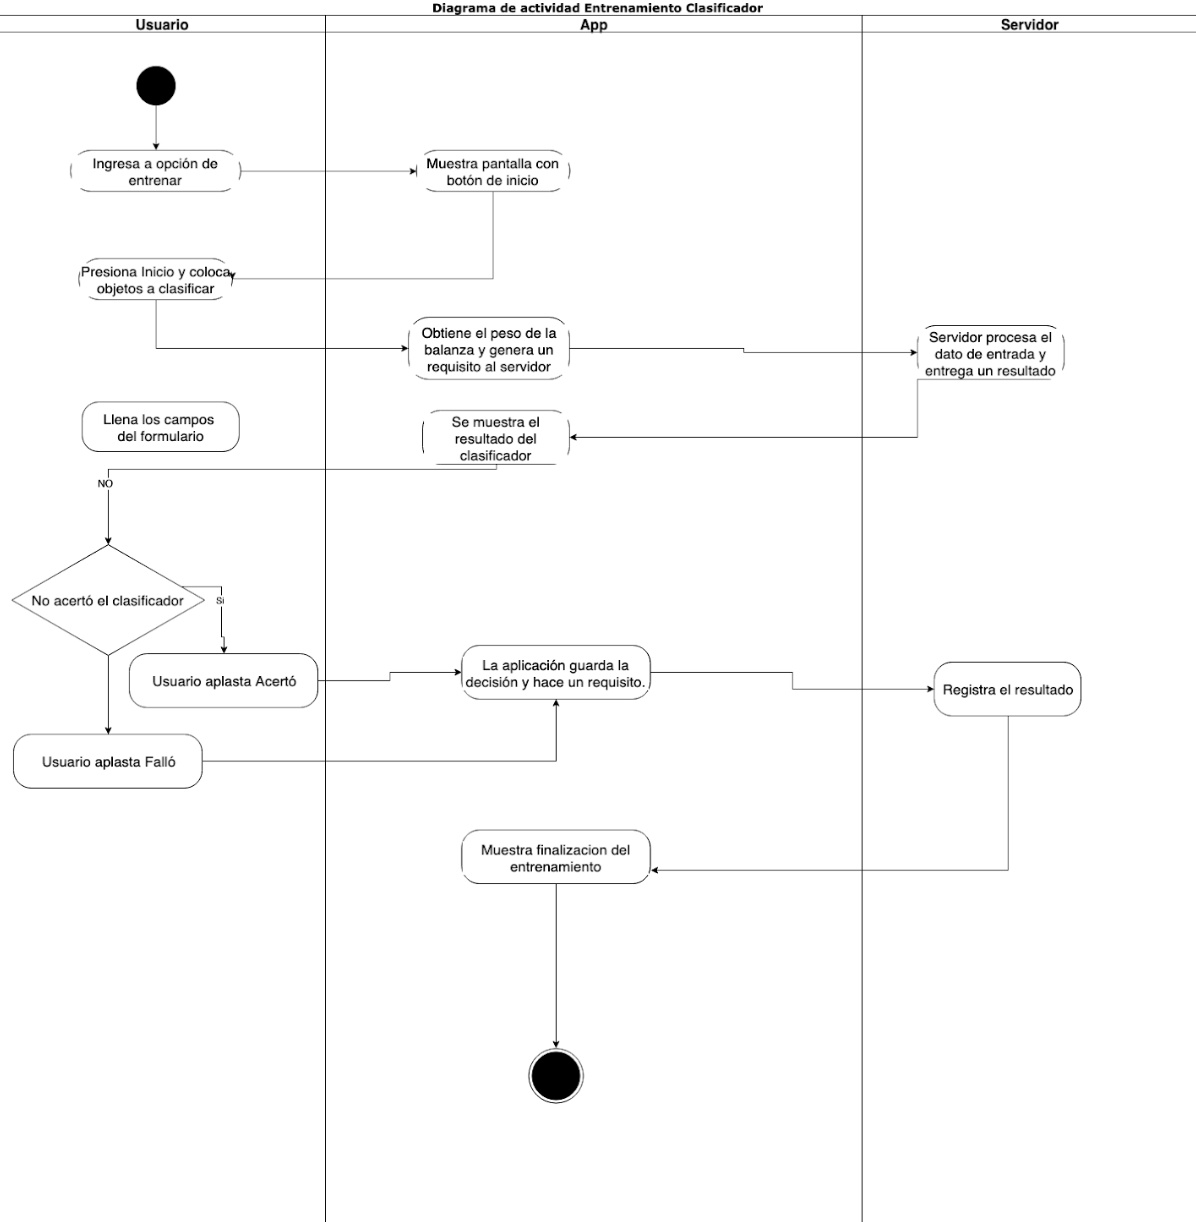 Diagrama de actividad Entrenamiento Clasificador
Usuario
App
Servidor
Ingresa a opción de
entrenar
Muestra pantalla con
botón de inicio
Presiona Inicio y coloca
objetos a clasificar
Obtiene el peso de la
balanza y genera un
requisito al servidor
Servidor procesa el
dato de entrada y
entrega un resultado
Llena los campos
del formulario
Se muestra el
resultado del
clasificador
NO
No acertó el clasificador
Si
Usuario aplasta Acertó
La aplicación guarda la
decisión y hace un requisito.
Registra el resultado
Usuario aplasta Falló
Muestra finalizacion del
entrenamiento